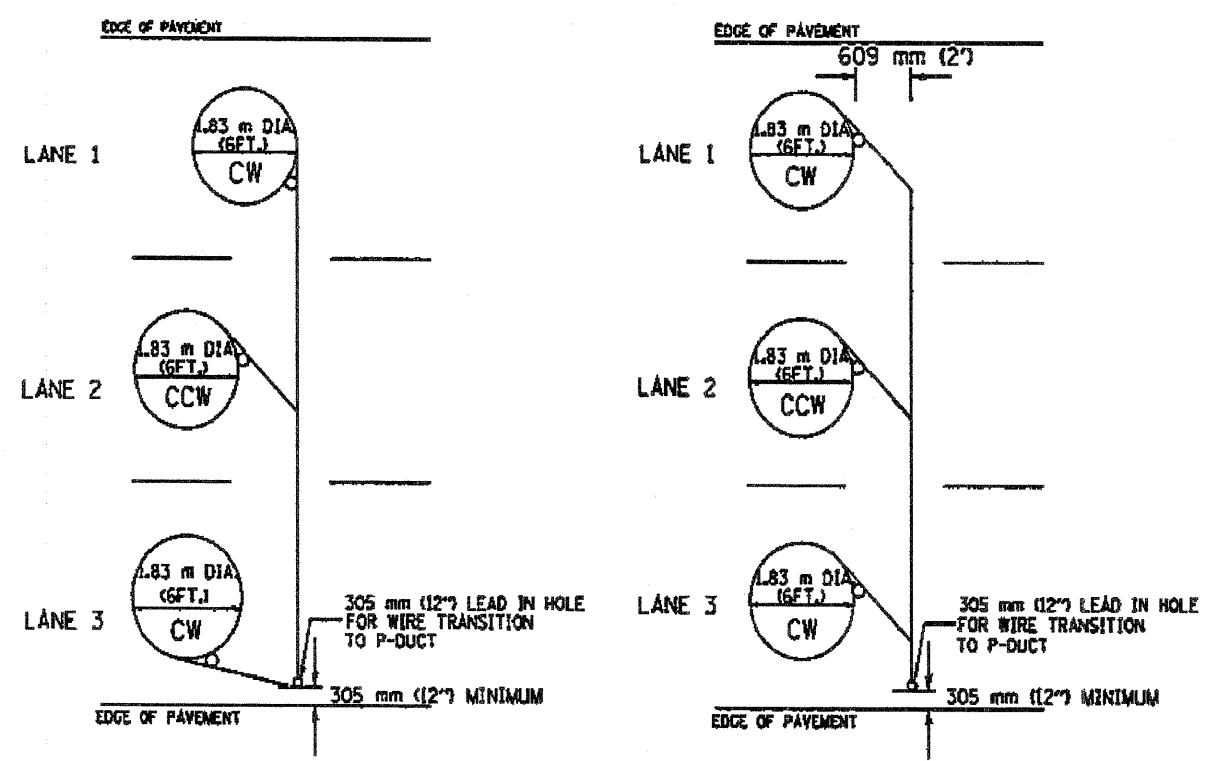 EDGE OF PAVEMENT
LANE 1
1.83 m DIA.
(6FT.)
CW
LANE 2
1.83 m DIA
(6FT.)
CCW
LANE 3
1.83 m DIA.
(6FT.)
CW
305 mm (12") LEAD IN HOLE
FOR WIRE TRANSITION
TO P-DUCT
305 mm (12") MINIMUM
EDGE OF PAVEMENT
EDGE OF PAVEMENT
609 mm (2')
LANE 1
1.83 m DIA.
(6FT.)
CW
LANE 2
1.83 m DIA.
(6FT.)
CCW
LANE 3
1.83 m DIA.
(6FT.)
CW
305 mm (12") LEAD IN HOLE
FOR WIRE TRANSITION
TO P-DUCT
305 mm (12") MINIMUM
EDGE OF PAVEMENT